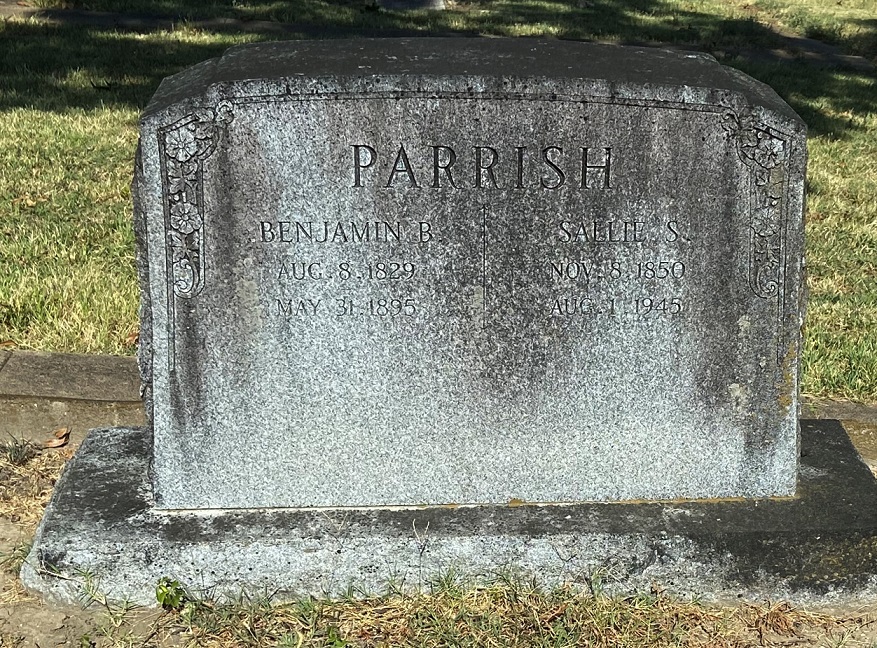 PARRISH
BENJAMIN B.
AUG. 8. 1829
MAY 31. 1895
SALLIE S.
NOV. 8. 1850
AUG. 1. 1945